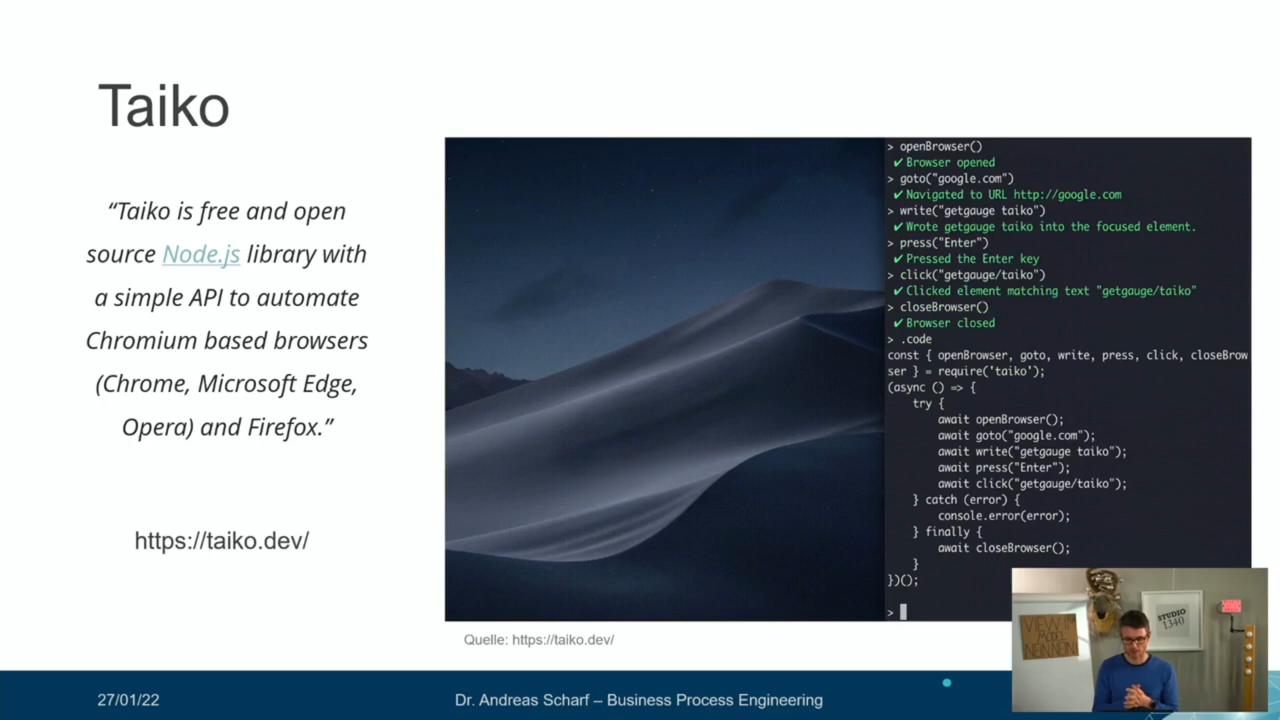 Taiko
“Taiko is free and open
source Node.js library with
a simple API to automate
Chromium based browsers
(Chrome, Microsoft Edge,
Opera) and Firefox.”
https://taiko.dev/
> openBrowser()
✔ Browser opened
> goto("google.com")
✔ Navigated to URL http://google.com
> write("getgauge taiko")
✔ Wrote getgauge taiko into the focused element.
> press("Enter")
✔ Pressed the Enter key
> click("getgauge/taiko")
✔ Clicked element matching text "getgauge/taiko"
> closeBrowser()
✔ Browser closed
> .code
const { openBrowser, goto, write, press, click, closeBrow
ser } = require('taiko');
(async () => {
    try {
        await openBrowser();
        await goto("google.com");
        await write("getgauge taiko");
        await press("Enter");
        await click("getgauge/taiko");
    } catch (error) {
        console.error(error);
    } finally {
        await closeBrowser();
    }
})();
>
Quelle: https://taiko.dev/
VIEW IM
MODEL
NEIN NEIN!
STUDIO
1340
27/01/22
Dr. Andreas Scharf – Business Process Engineering